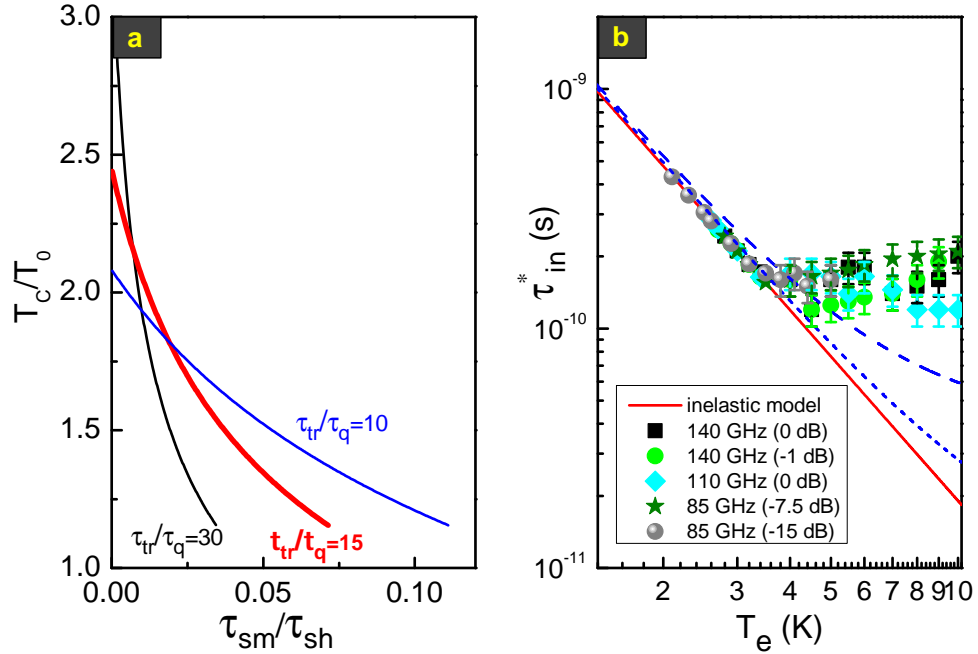 a
3.0
2.5
2.0
1.5
1.0
T_c/T_0
0.00
0.05
0.10
τ_sm/τ_sh
τ_tr/τ_q=10
τ_tr/τ_q=30
t_tr/t_q=15
b
10^-9
10^-10
10^-11
τ*_in (s)
inelastic model
140 GHz (0 dB)
140 GHz (-1 dB)
110 GHz (0 dB)
85 GHz (-7.5 dB)
85 GHz (-15 dB)
2 3 4 5 6 7 8 9 10
T_e (K)